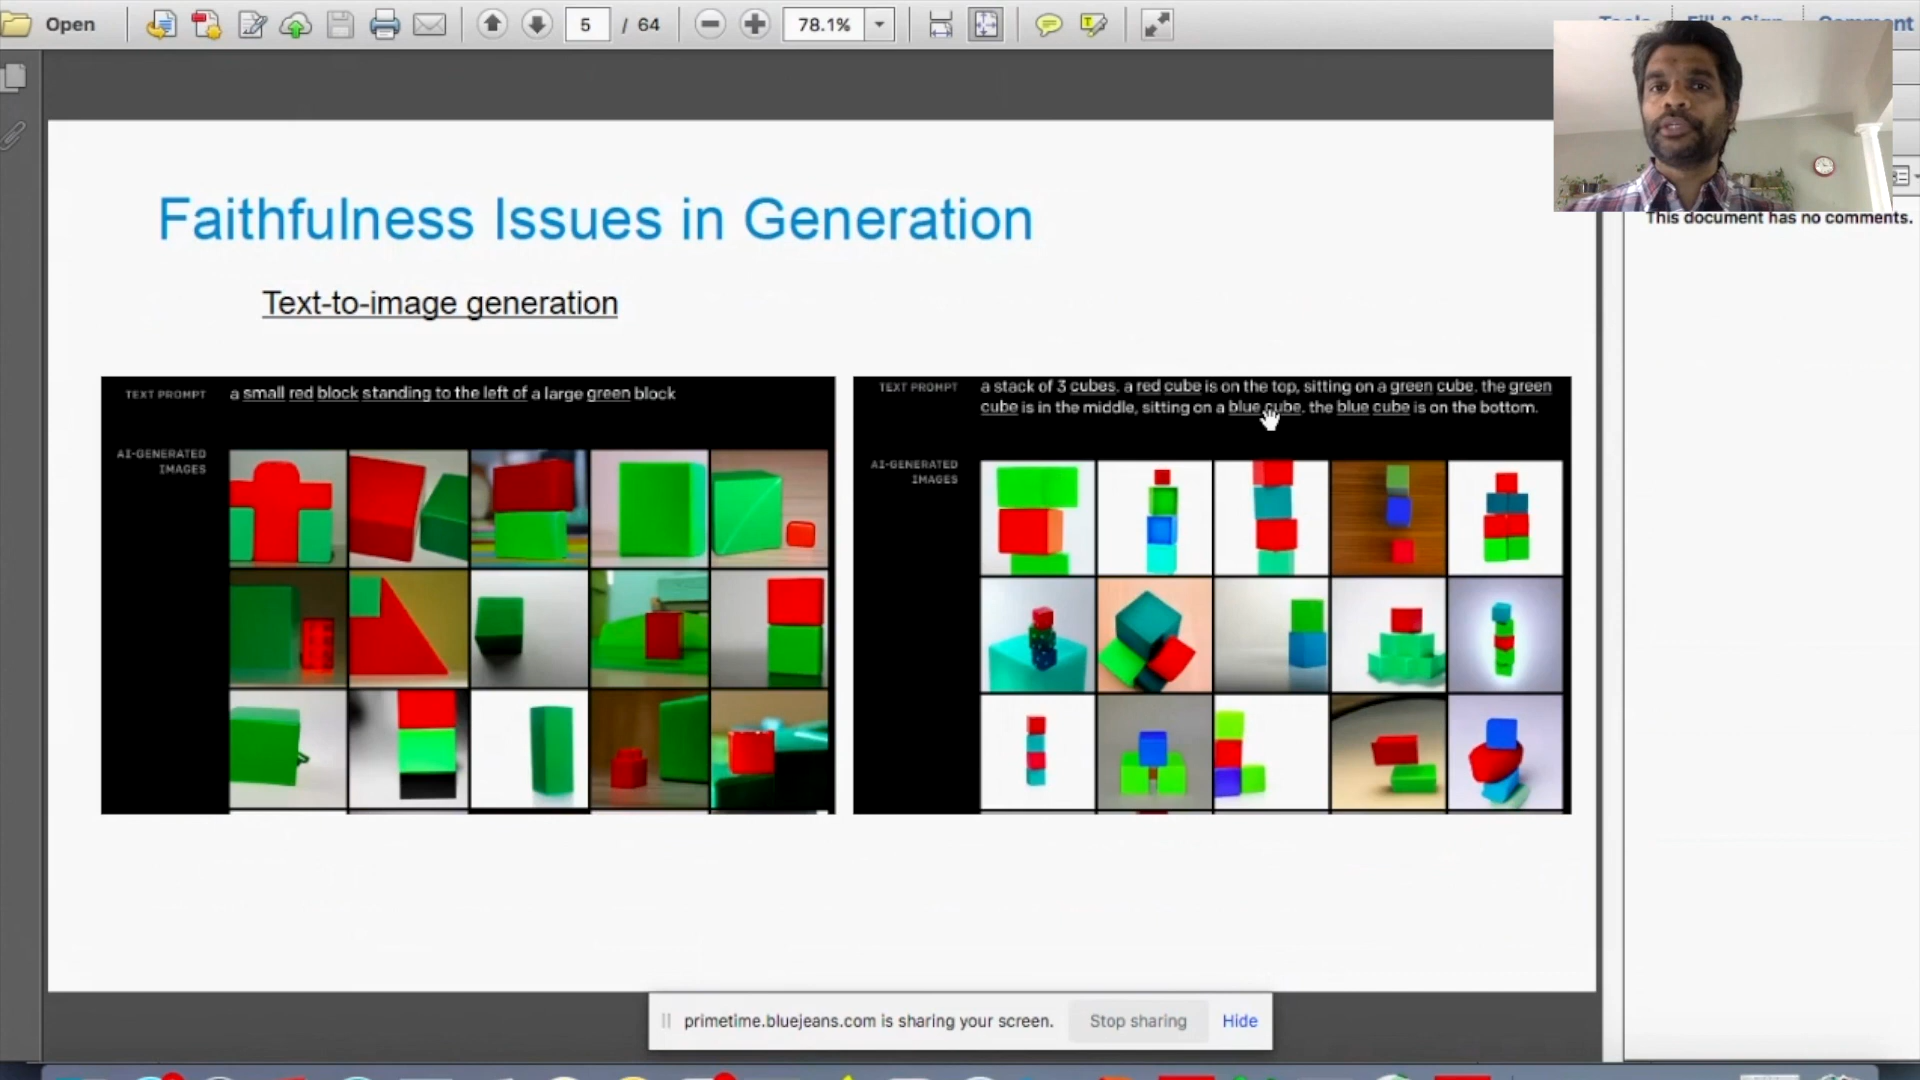 Open
5 / 64
78.1%
Comment
This document has no comments.
Faithfulness Issues in Generation
Text-to-image generation
TEXT PROMPT
a small red block standing to the left of a large green block
AI-GENERATED
IMAGES
TEXT PROMPT
a stack of 3 cubes. a red cube is on the top, sitting on a green cube. the green
cube is in the middle, sitting on a blue cube. the blue cube is on the bottom.
AI-GENERATED
IMAGES
primetime.bluejeans.com is sharing your screen.
Stop sharing
Hide